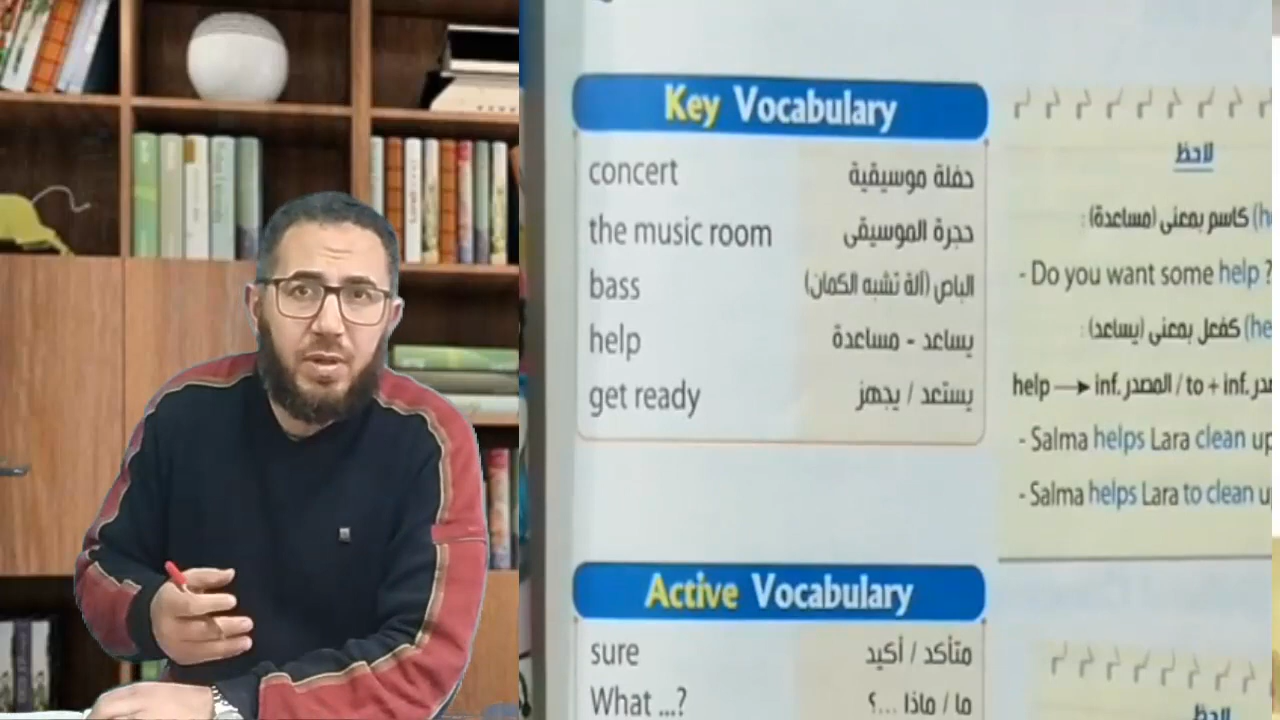 Key Vocabulary
concert حفلة موسيقية
the music room حجرة الموسيقى
bass الباص (آلة تشبه الكمان)
help يساعد - مساعدة
get ready يستعد / يجهز
لاحظ
كاسم بمعنى (مساعدة) :
- Do you want some help ?
كفعل بمعنى (يساعد) :
help → inf. المصدر / to + inf.
- Salma helps Lara clean up
- Salma helps Lara to clean
Active Vocabulary
sure متأكد / أكيد
What ...? ما / ماذا ...؟
لاحظ